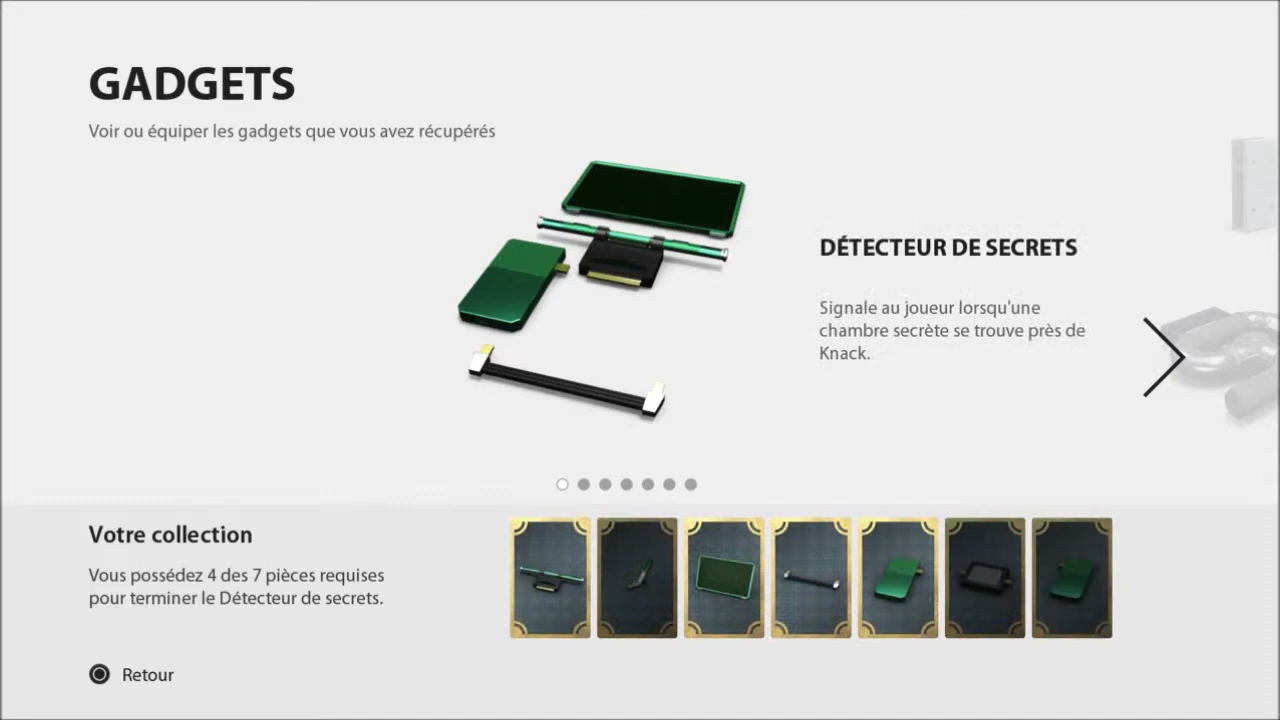 GADGETS
Voir ou équiper les gadgets que vous avez récupérés
DÉTECTEUR DE SECRETS
Signale au joueur lorsqu'une
chambre secrète se trouve près de
Knack.
Votre collection
Vous possédez 4 des 7 pièces requises
pour terminer le Détecteur de secrets.
Retour